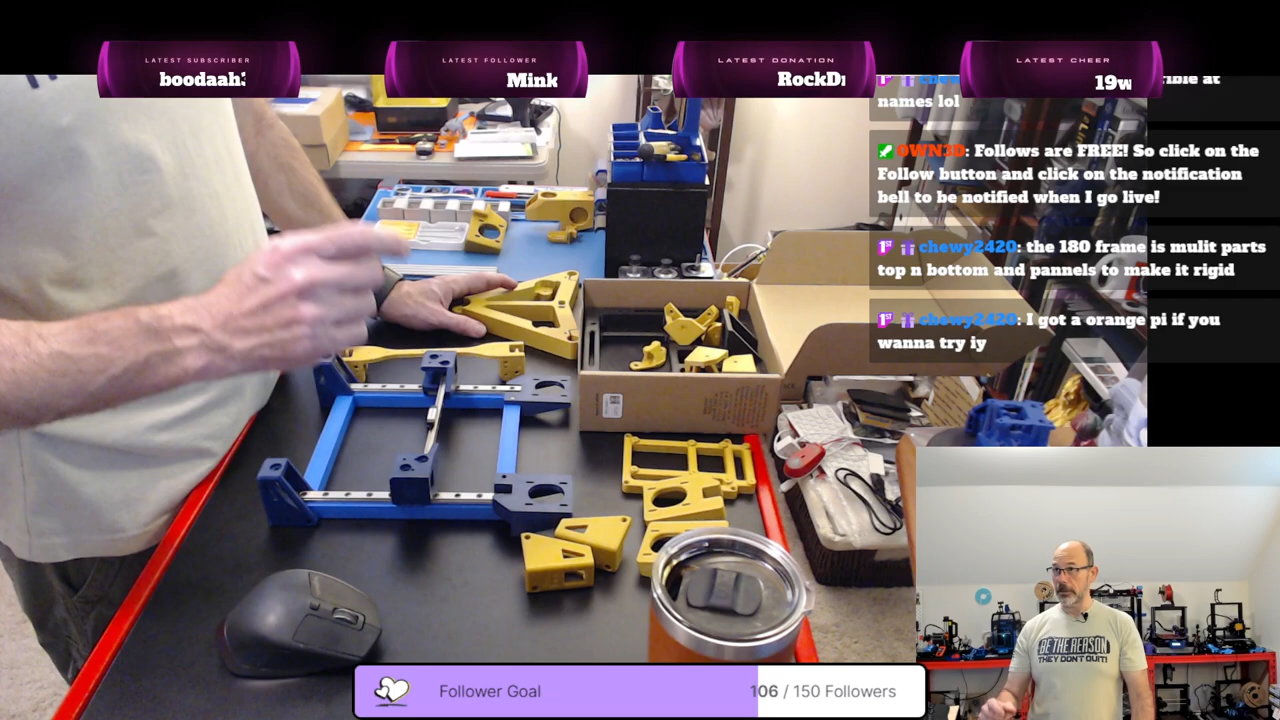 LATEST SUBSCRIBER
LATEST FOLLOWER
Mink
LATEST DONATION
LATEST CHEER
at
names lol
OWN3D: Follows are FREE! So click on the
Follow button and click on the notification
bell to be notified when I go live!
1ST chewy2420: the 180 frame is mulit parts
top n bottom and pannels to make it rigid
1ST chewy2420: I got a orange pi if you
wanna try iy
BE THE REASON
THEY DON'T QUIT!
Follower Goal
106 / 150 Followers